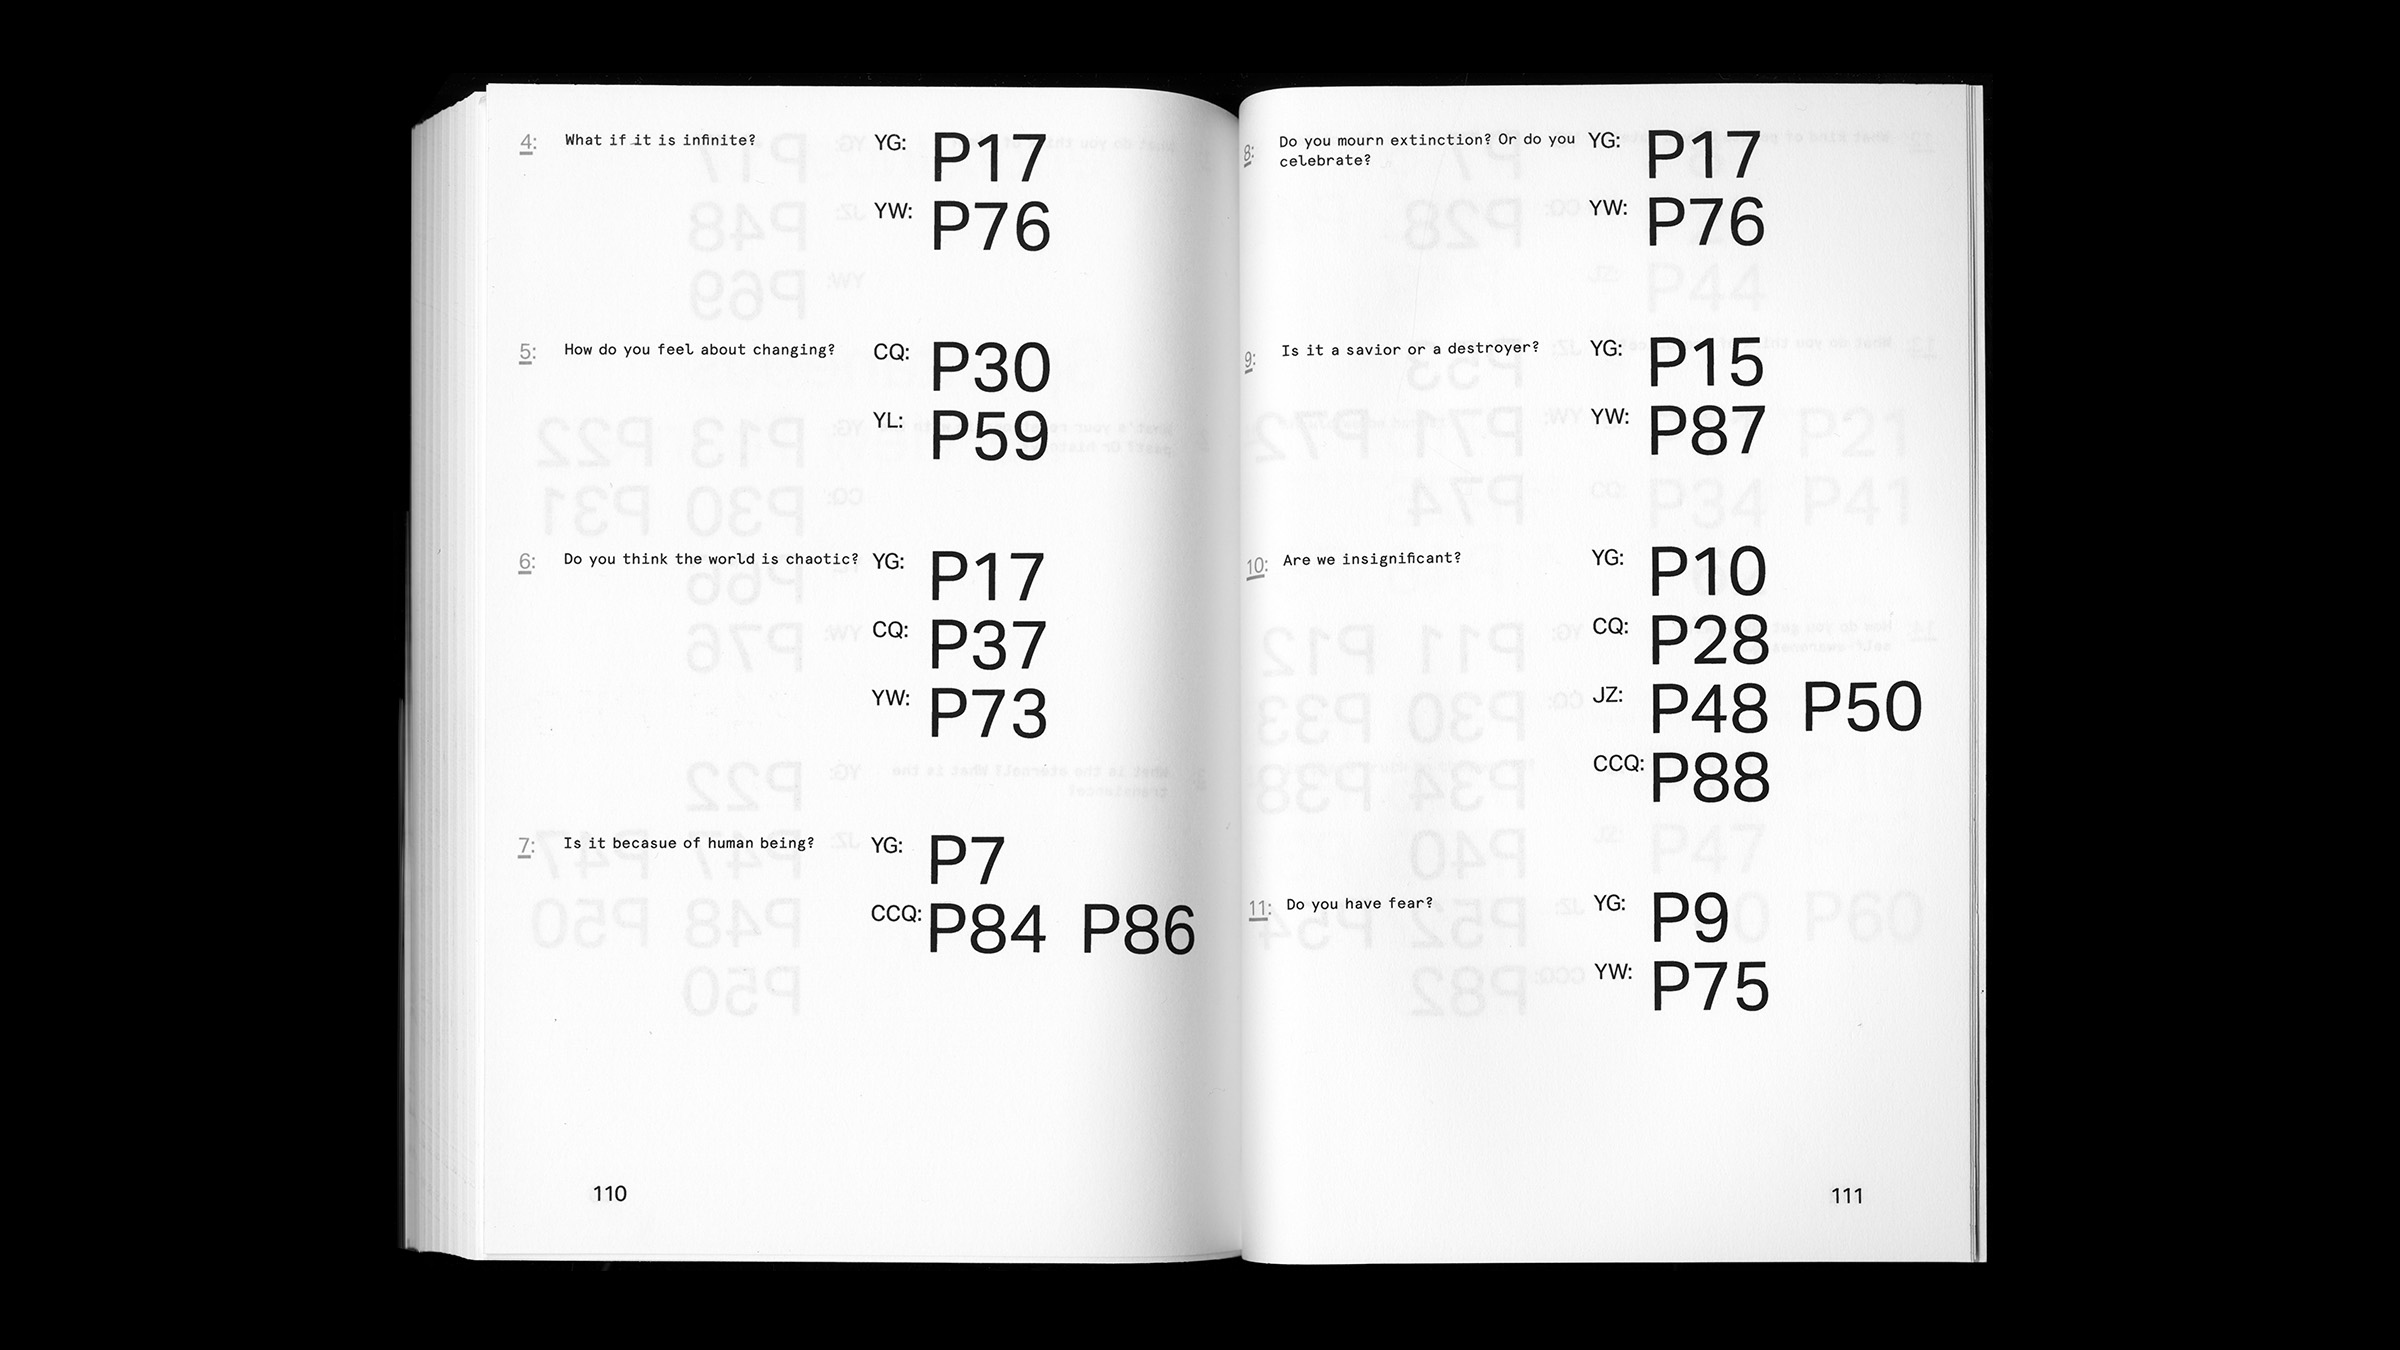 4: What if it is infinite? YG: P17
YW: P76
5: How do you feel about changing? CQ: P30
YL: P59
6: Do you think the world is chaotic? YG: P17
CQ: P37
YW: P73
7: Is it becasue of human being? YG: P7
CCQ: P84 P86
110
8: Do you mourn extinction? Or do you YG: P17
celebrate?
YW: P76
9: Is it a savior or a destroyer? YG: P15
YW: P87
10: Are we insignificant? YG: P10
CQ: P28
JZ: P48 P50
CCQ: P88
11: Do you have fear? YG: P9
YW: P75
111